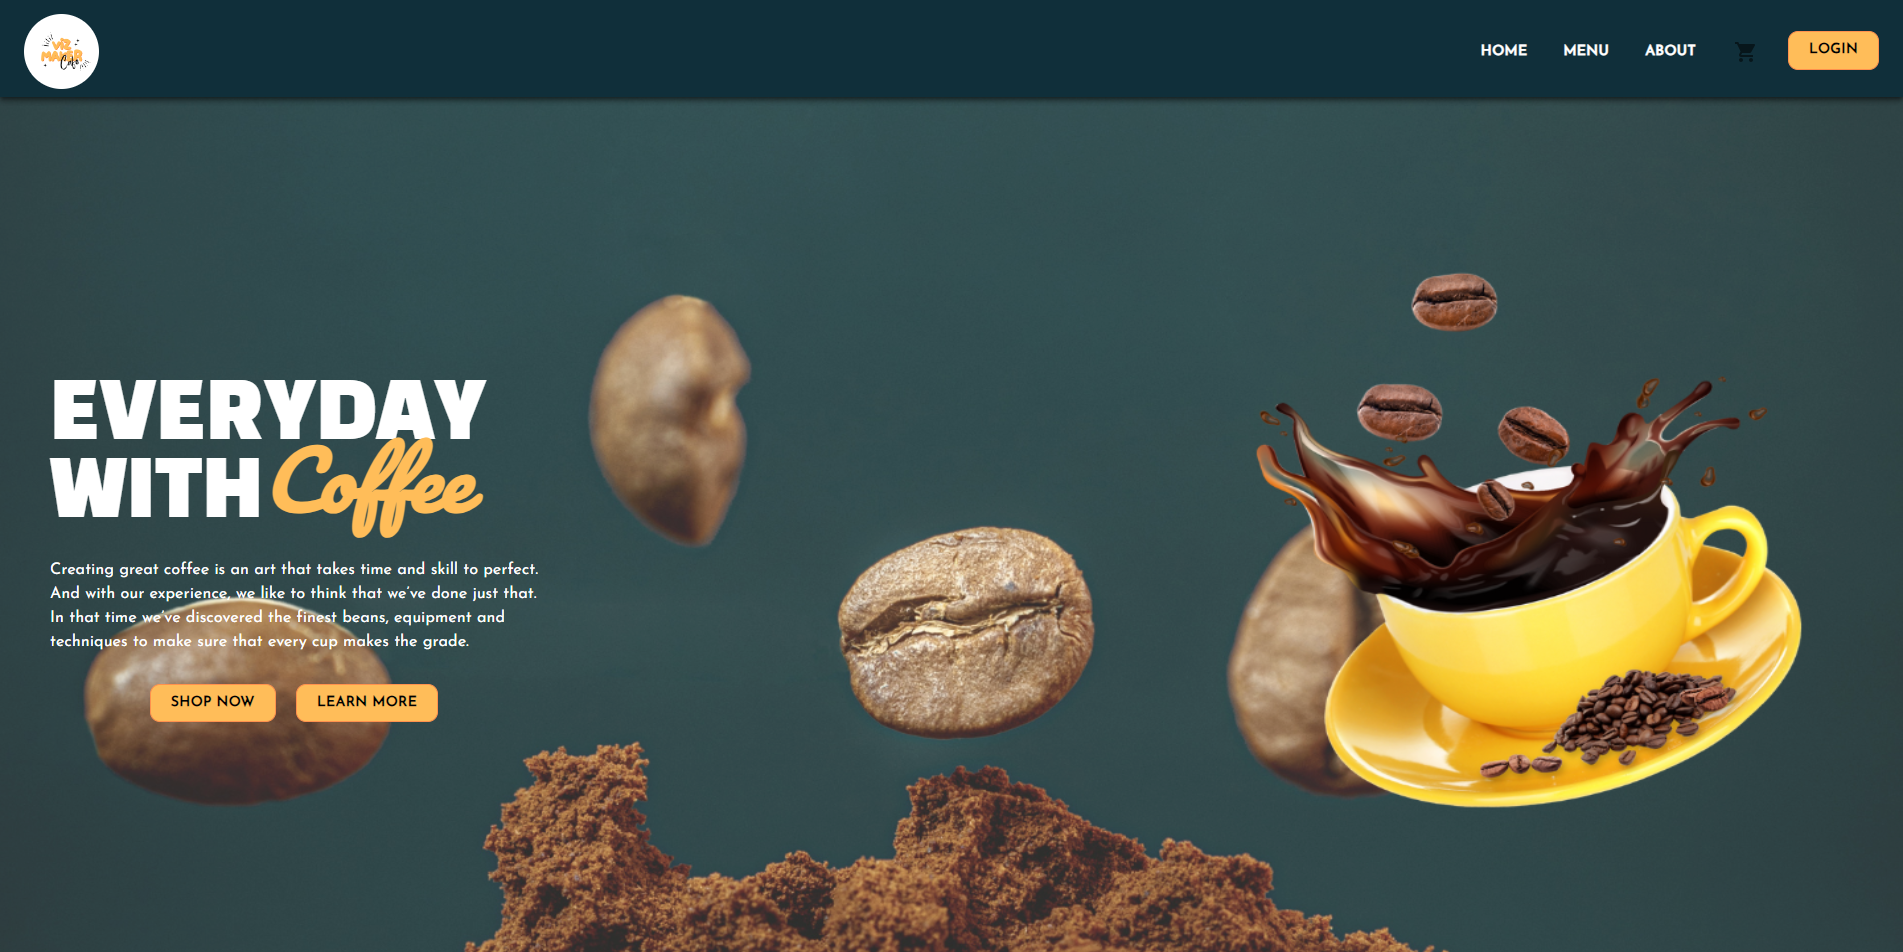 WIZ
MAKER
Cafe
HOME MENU ABOUT LOGIN
EVERYDAY
WITH Coffee
Creating great coffee is an art that takes time and skill to perfect.
And with our experience, we like to think that we've done just that.
In that time we've discovered the finest beans, equipment and
techniques to make sure that every cup makes the grade.
SHOP NOW LEARN MORE